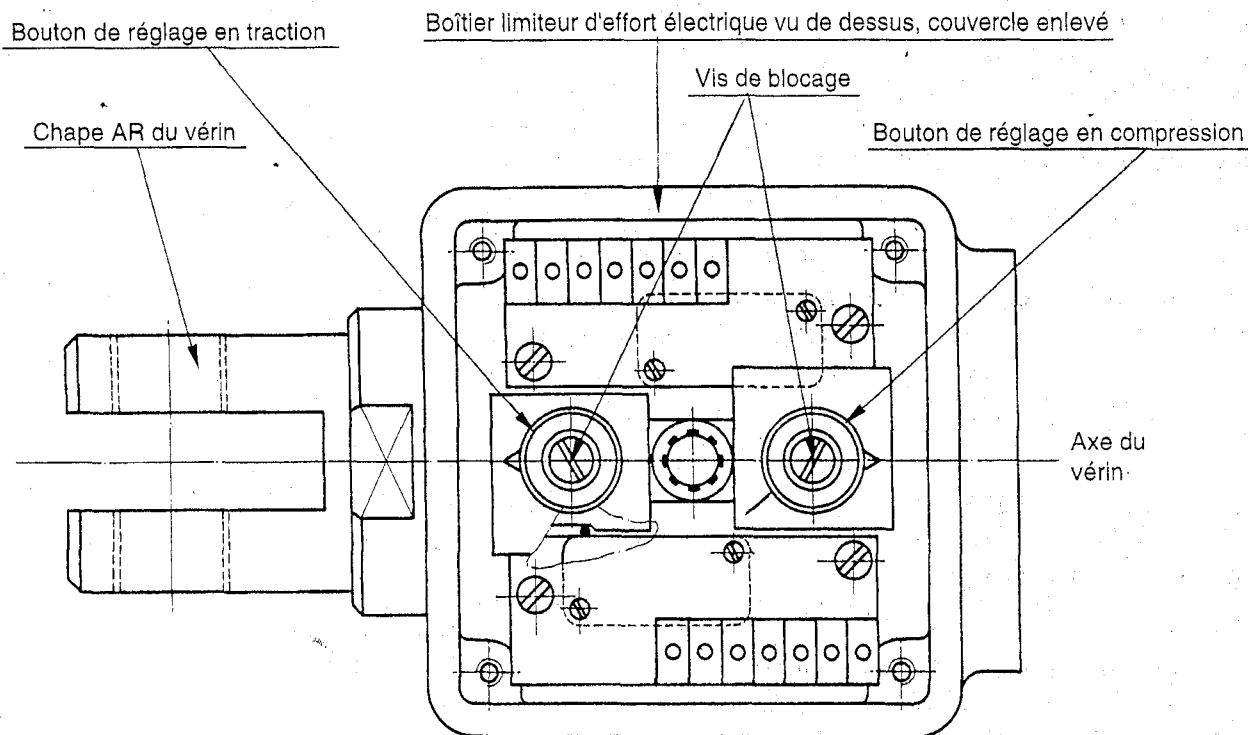 Boîtier limiteur d'effort électrique vu de dessus, couvercle enlevé
Bouton de réglage en traction
Vis de blocage
Chape AR du vérin
Bouton de réglage en compression
Axe du
vérin